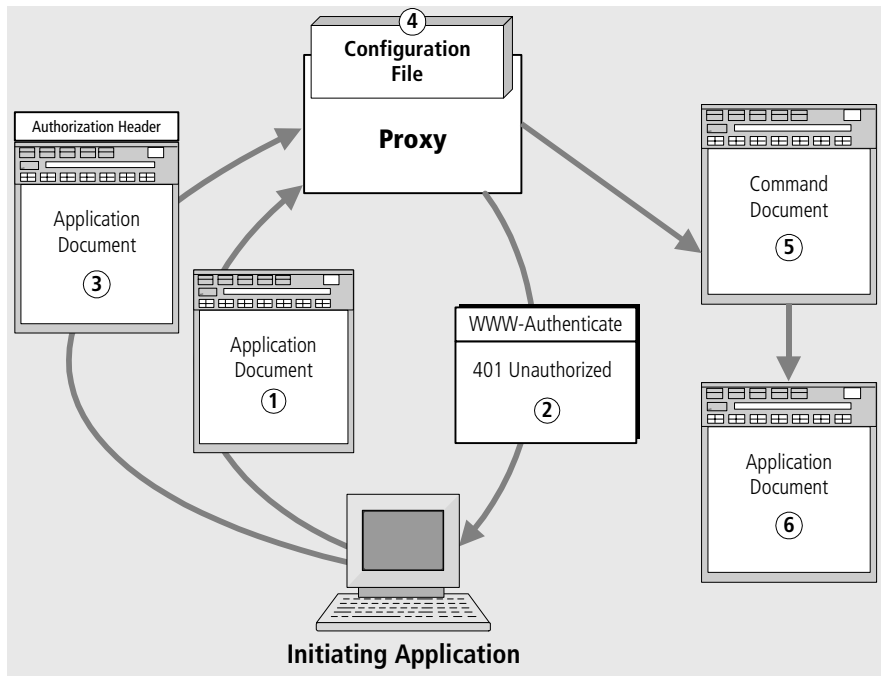 4
Configuration
File
Proxy
Authorization Header
Application
Document
3
Application
Document
1
WWW-Authenticate
401 Unauthorized
2
Command
Document
5
Application
Document
6
Initiating Application